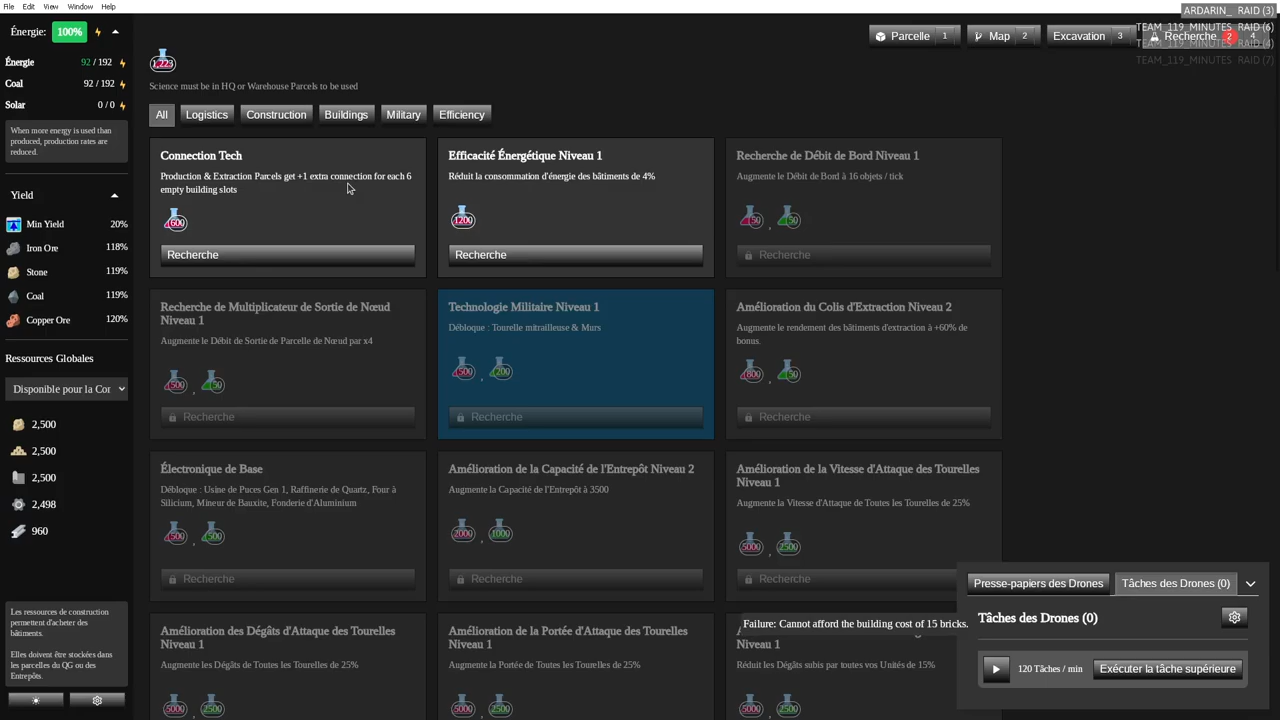 File Edit View Window Help
ARDARIN_ RAID (3)
TEAM_119_MINUTES RAID (6)
TEAM_119_MINUTES RAID (4)
TEAM_119_MINUTES RAID (7)
Énergie: 100%
Énergie 92 / 192
Coal 92 / 192
Solar 0 / 0
When more energy is used than
produced, production rates are
reduced.
Yield
Min Yield 20%
Iron Ore 118%
Stone 119%
Coal 119%
Copper Ore 120%
Ressources Globales
Disponible pour la Cor
2,500
2,500
2,500
2,498
960
Les ressources de construction
permettent d'acheter des
bâtiments.
Elles doivent être stockées dans
les parcelles du QG ou des
Entrepôts.
Parcelle 1
Map 2
Excavation 3
Recherche 2 4
1,223
Science must be in HQ or Warehouse Parcels to be used
All Logistics Construction Buildings Military Efficiency
Connection Tech
Production & Extraction Parcels get +1 extra connection for each 6
empty building slots
600
Recherche
Efficacité Énergétique Niveau 1
Réduit la consommation d'énergie des bâtiments de 4%
1200
Recherche
Recherche de Débit de Bord Niveau 1
Augmente le Débit de Bord à 16 objets / tick
50 , 50
Recherche
Recherche de Multiplicateur de Sortie de Nœud
Niveau 1
Augmente le Débit de Sortie de Parcelle de Nœud par x4
500 , 50
Recherche
Technologie Militaire Niveau 1
Débloque : Tourelle mitrailleuse & Murs
500 , 200
Recherche
Amélioration du Colis d'Extraction Niveau 2
Augmente le rendement des bâtiments d'extraction à +60% de
bonus.
800 , 50
Recherche
Électronique de Base
Débloque : Usine de Puces Gen 1, Raffinerie de Quartz, Four à
Silicium, Mineur de Bauxite, Fonderie d'Aluminium
500 , 500
Recherche
Amélioration de la Capacité de l'Entrepôt Niveau 2
Augmente la Capacité de l'Entrepôt à 3500
2000 , 1000
Recherche
Amélioration de la Vitesse d'Attaque des Tourelles
Niveau 1
Augmente la Vitesse d'Attaque de Toutes les Tourelles de 25%
5000 , 2500
Recherche
Amélioration des Dégâts d'Attaque des Tourelles
Niveau 1
Augmente les Dégâts de Toutes les Tourelles de 25%
5000 , 2500
Amélioration de la Portée d'Attaque des Tourelles
Niveau 1
Augmente la Portée de Toutes les Tourelles de 25%
5000 , 2500
Niveau 1
Réduit les Dégâts subis par toutes vos Unités de 15%
5000 , 2500
Failure: Cannot afford the building cost of 15 bricks.
Presse-papiers des Drones Tâches des Drones (0)
Tâches des Drones (0)
120 Tâches / min Exécuter la tâche supérieure